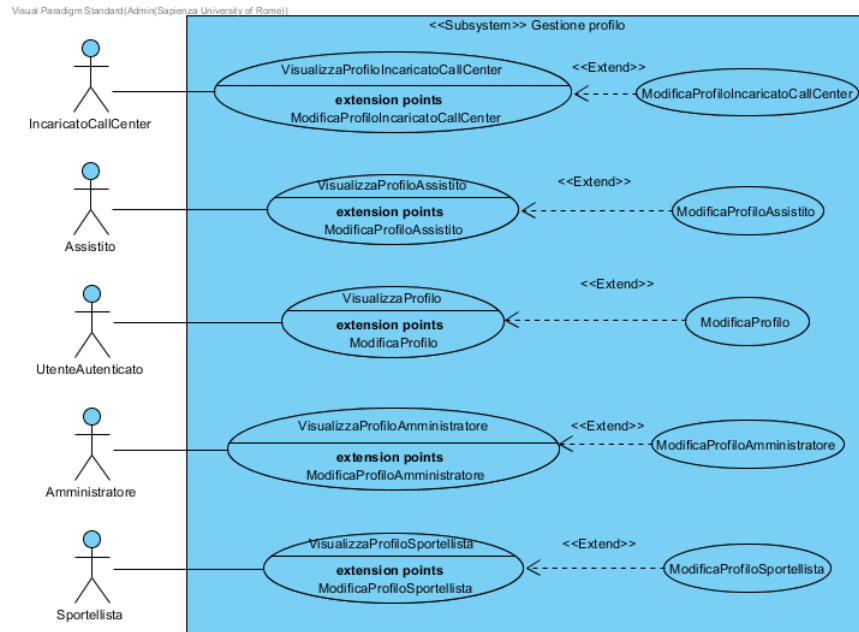 Visual Paradigm Standard(Admin(Sapienza University of Rome))
<<Subsystem>> Gestione profilo
IncaricatoCallCenter
VisualizzaProfiloIncaricatoCallCenter
extension points
ModificaProfiloIncaricatoCallCenter
<<Extend>>
ModificaProfiloIncaricatoCallCenter
Assistito
VisualizzaProfiloAssistito
extension points
ModificaProfiloAssistito
<<Extend>>
ModificaProfiloAssistito
UtenteAutenticato
VisualizzaProfilo
extension points
ModificaProfilo
<<Extend>>
ModificaProfilo
Amministratore
VisualizzaProfiloAmministratore
extension points
ModificaProfiloAmministratore
<<Extend>>
ModificaProfiloAmministratore
Sportellista
VisualizzaProfiloSportellista
extension points
ModificaProfiloSportellista
<<Extend>>
ModificaProfiloSportellista